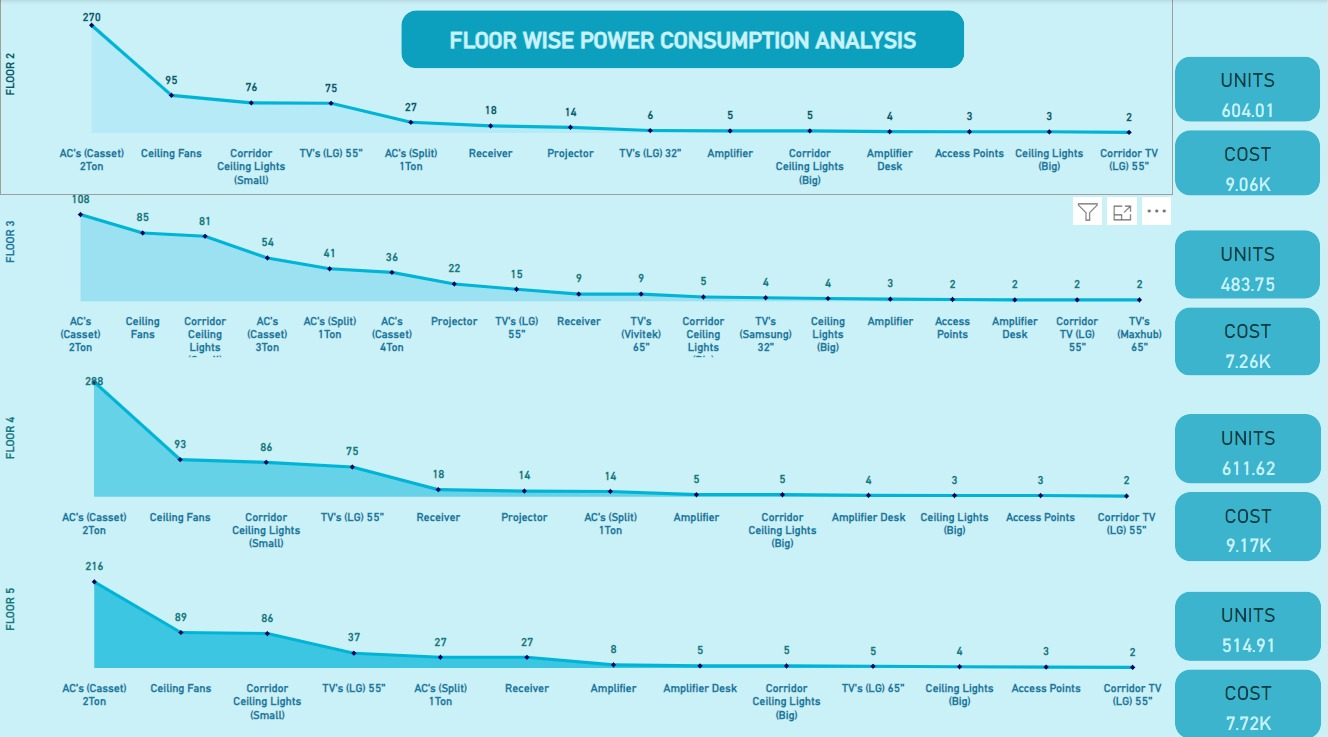 FLOOR WISE POWER CONSUMPTION ANALYSIS
FLOOR 2
270
95
76
75
27
18
14
6
5
5
4
3
3
2
AC's (Casset)
2Ton
Ceiling Fans
Corridor
Ceiling Lights
(Small)
TV's (LG) 55"
AC's (Split)
1Ton
Receiver
Projector
TV's (LG) 32"
Amplifier
Corridor
Ceiling Lights
(Big)
Amplifier
Desk
Access Points
Ceiling Lights
(Big)
Corridor TV
(LG) 55"
UNITS
604.01
COST
9.06K
FLOOR 3
108
85
81
54
41
36
22
15
9
9
5
4
4
3
2
2
2
2
AC's
(Casset)
2Ton
Ceiling
Fans
Corridor
Ceiling
Lights
(Small)
AC's
(Casset)
3Ton
AC's (Split)
1Ton
AC's
(Casset)
4Ton
Projector
TV's (LG)
55"
Receiver
TV's
(Vivitek)
65"
Corridor
Ceiling
Lights
(Big)
TV's
(Samsung)
32"
Ceiling
Lights
(Big)
Amplifier
Access
Points
Amplifier
Desk
Corridor
TV (LG)
55"
TV's
(Maxhub)
65"
UNITS
483.75
COST
7.26K
FLOOR 4
288
93
86
75
18
14
14
5
5
4
3
3
2
AC's (Casset)
2Ton
Ceiling Fans
Corridor
Ceiling Lights
(Small)
TV's (LG) 55"
Receiver
Projector
AC's (Split)
1Ton
Amplifier
Corridor
Ceiling Lights
(Big)
Amplifier Desk
Ceiling Lights
(Big)
Access Points
Corridor TV
(LG) 55"
UNITS
611.62
COST
9.17K
FLOOR 5
216
89
86
37
27
27
8
5
5
5
4
3
2
AC's (Casset)
2Ton
Ceiling Fans
Corridor
Ceiling Lights
(Small)
TV's (LG) 55"
AC's (Split)
1Ton
Receiver
Amplifier
Amplifier Desk
Corridor
Ceiling Lights
(Big)
TV's (LG) 65"
Ceiling Lights
(Big)
Access Points
Corridor TV
(LG) 55"
UNITS
514.91
COST
7.72K